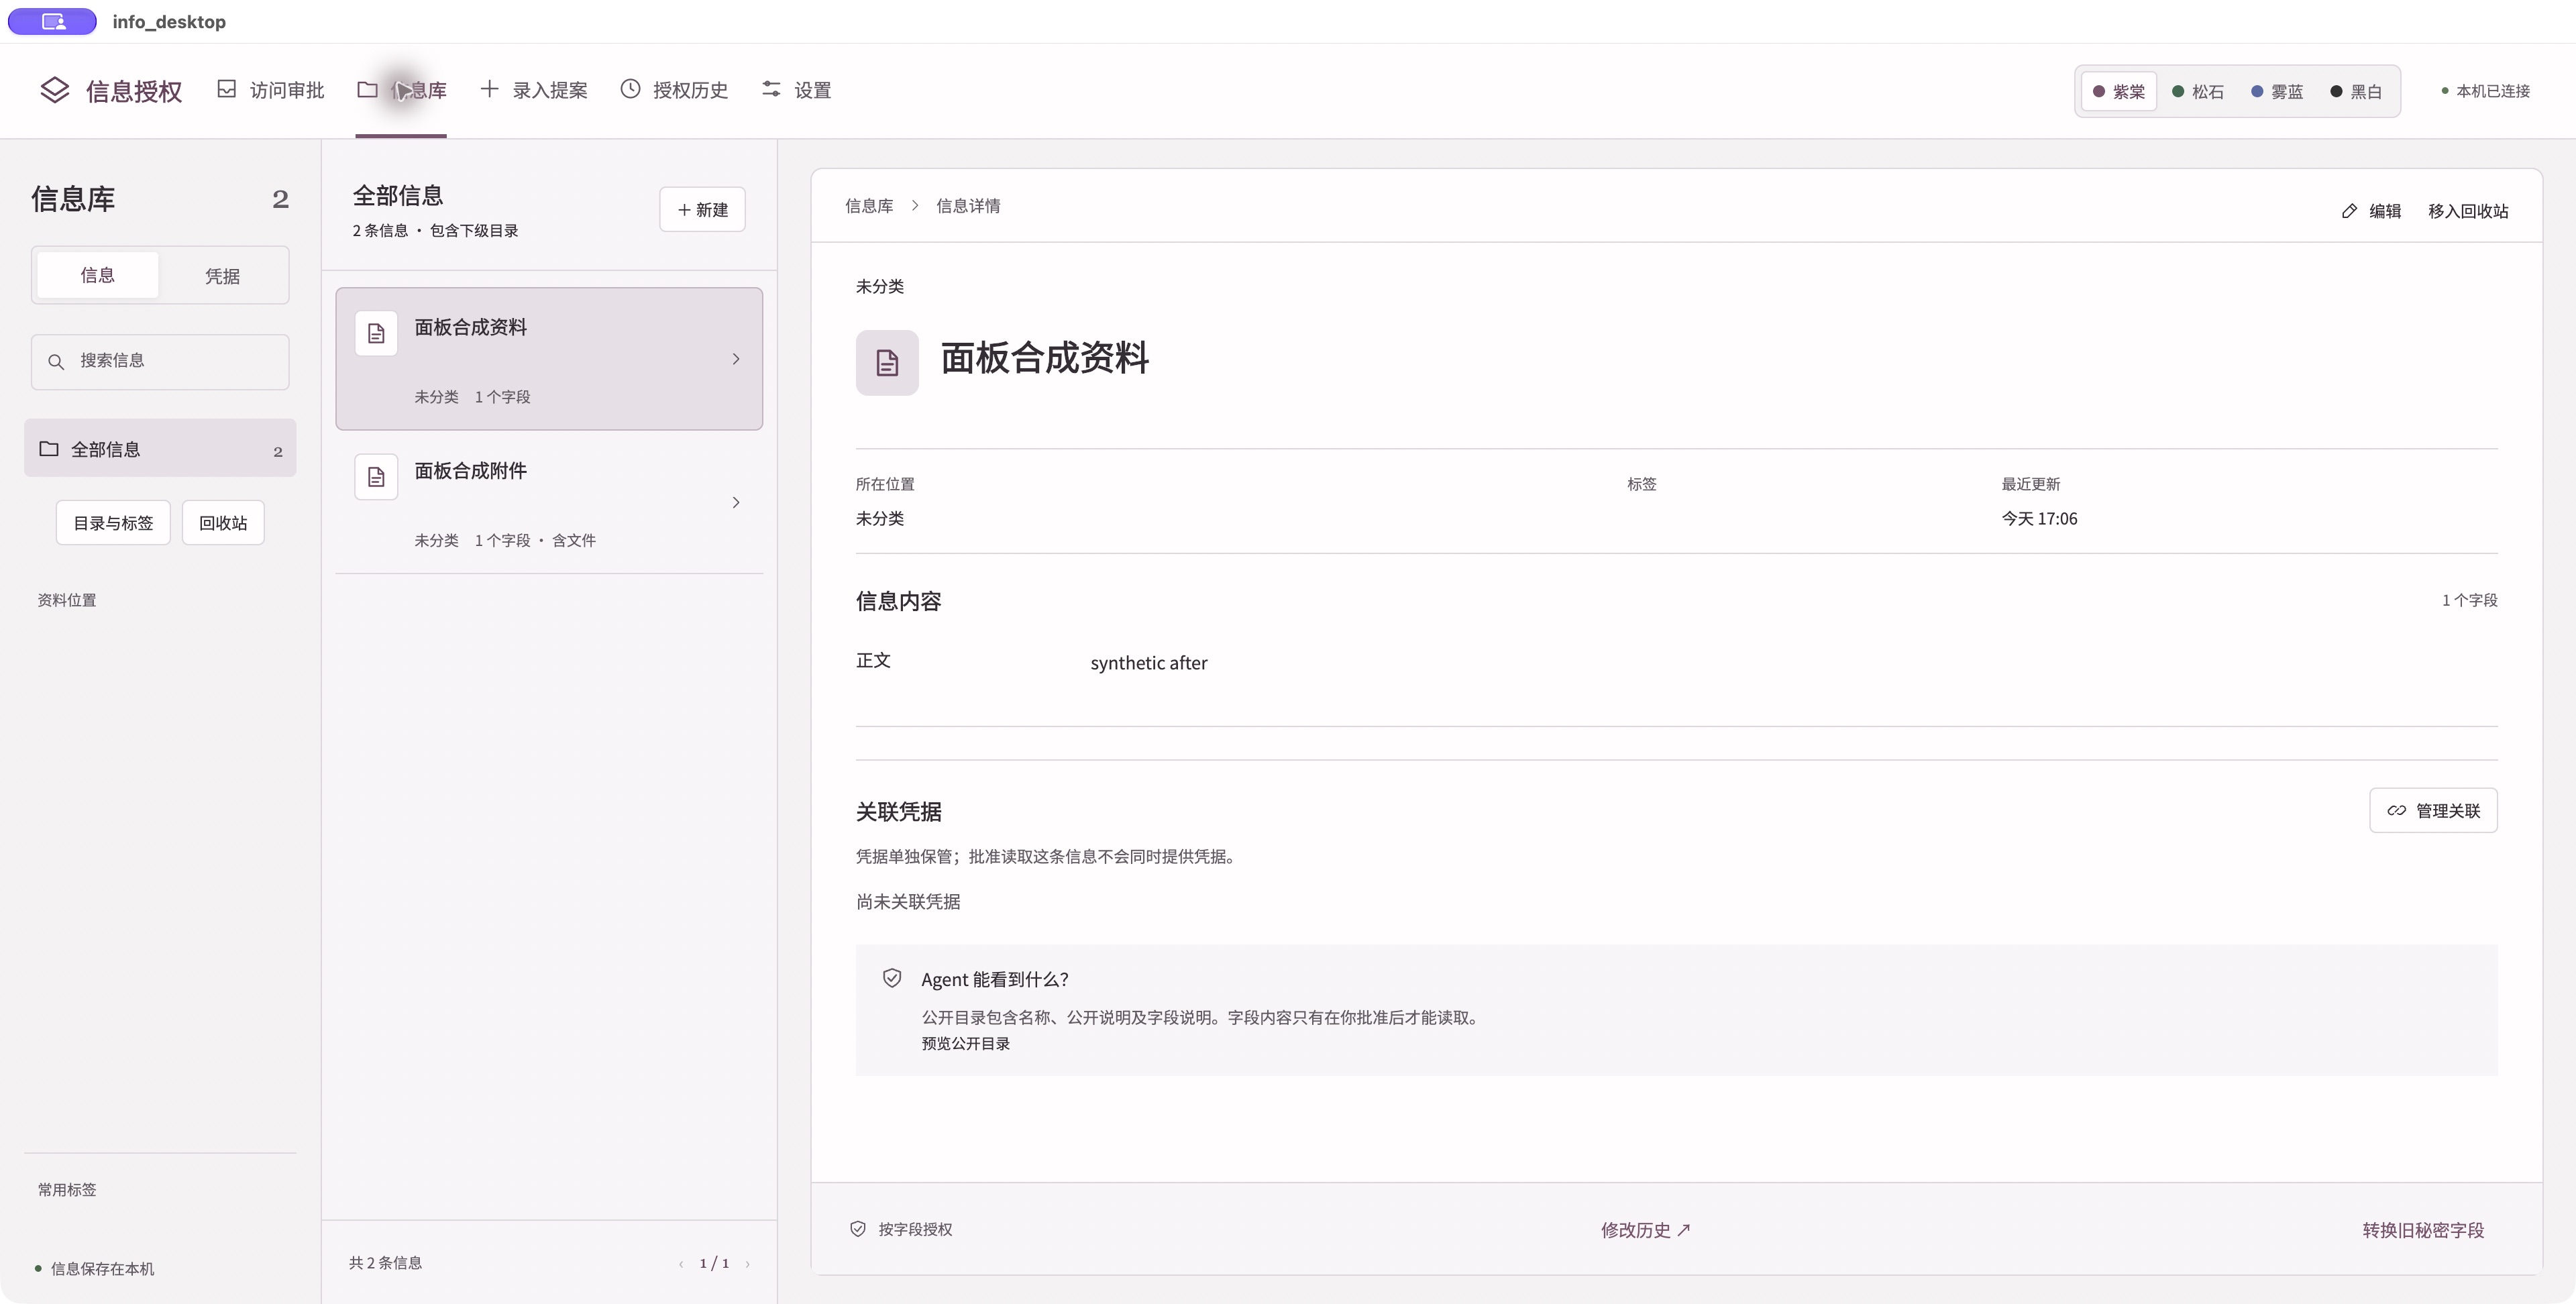 info_desktop
信息授权
访问审批
信息库
录入提案
授权历史
设置
紫棠
松石
雾蓝
黑白
本机已连接
信息库
2
信息
凭据
搜索信息
全部信息
2
目录与标签
回收站
资料位置
常用标签
信息保存在本机
全部信息
2 条信息 · 包含下级目录
+ 新建
面板合成资料
未分类 1 个字段
面板合成附件
未分类 1 个字段 · 含文件
共 2 条信息
‹ 1 / 1 ›
信息库 > 信息详情
编辑
移入回收站
未分类
面板合成资料
所在位置
未分类
标签
最近更新
今天 17:06
信息内容
1 个字段
正文
synthetic after
关联凭据
管理关联
凭据单独保管；批准读取这条信息不会同时提供凭据。
尚未关联凭据
Agent 能看到什么？
公开目录包含名称、公开说明及字段说明。字段内容只有在你批准后才能读取。
预览公开目录
按字段授权
修改历史 ↗
转换旧秘密字段